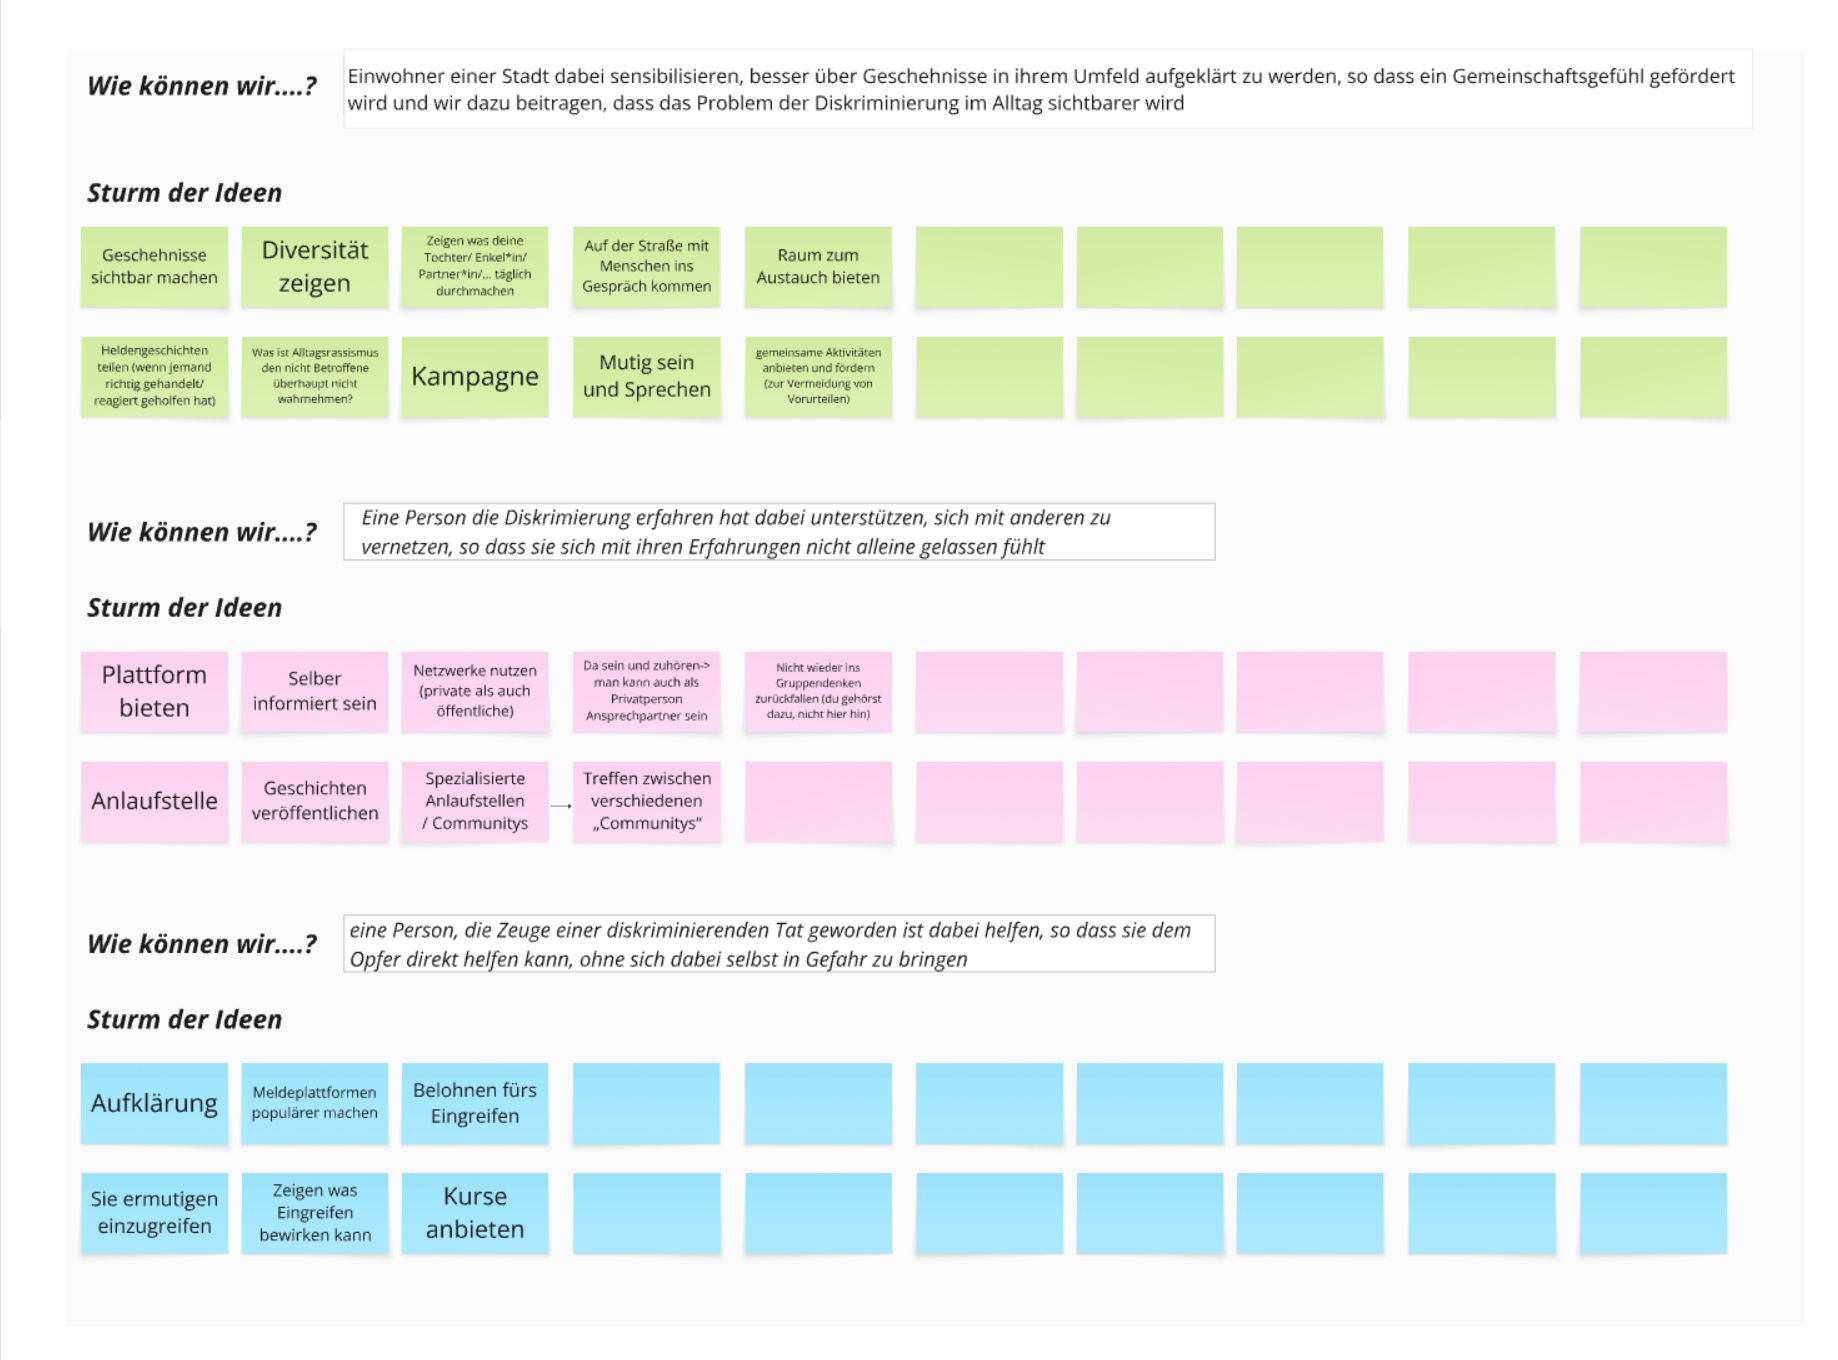 Wie können wir....?
Einwohner einer Stadt dabei sensibilisieren, besser über Geschehnisse in ihrem Umfeld aufgeklärt zu werden, so dass ein Gemeinschaftsgefühl gefördert
wird und wir dazu beitragen, dass das Problem der Diskriminierung im Alltag sichtbarer wird
Sturm der Ideen
Geschehnisse
sichtbar machen
Diversität
zeigen
Zeigen was deine
Tochter/ Enkel*in/
Partner*in/... täglich
durchmachen
Auf der Straße mit
Menschen ins
Gespräch kommen
Raum zum
Austauch bieten
Heldengeschichten
teilen (wenn jemand
richtig gehandelt/
reagiert geholfen hat)
Was ist Alltagsrassismus
den nicht Betroffene
überhaupt nicht
wahrnehmen?
Kampagne
Mutig sein
und Sprechen
gemeinsame Aktivitäten
anbieten und fördern
(zur Vermeidung von
Vorurteilen)
Wie können wir....?
Eine Person die Diskrimierung erfahren hat dabei unterstützen, sich mit anderen zu
vernetzen, so dass sie sich mit ihren Erfahrungen nicht alleine gelassen fühlt
Sturm der Ideen
Plattform
bieten
Selber
informiert sein
Netzwerke nutzen
(private als auch
öffentliche)
Da sein und zuhören->
man kann auch als
Privatperson
Ansprechpartner sein
Nicht wieder ins
Gruppendenken
zurückfallen (du gehörst
dazu, nicht hier hin)
Anlaufstelle
Geschichten
veröffentlichen
Spezialisierte
Anlaufstellen
/ Communitys
Treffen zwischen
verschiedenen
„Communitys“
Wie können wir....?
eine Person, die Zeuge einer diskriminierenden Tat geworden ist dabei helfen, so dass sie dem
Opfer direkt helfen kann, ohne sich dabei selbst in Gefahr zu bringen
Sturm der Ideen
Aufklärung
Meldeplattformen
populärer machen
Belohnen fürs
Eingreifen
Sie ermutigen
einzugreifen
Zeigen was
Eingreifen
bewirken kann
Kurse
anbieten